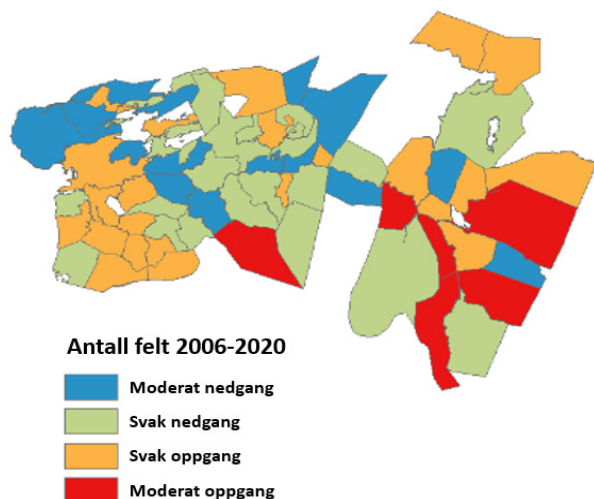 Antall felt 2006-2020
Moderat nedgang
Svak nedgang
Svak oppgang
Moderat oppgang